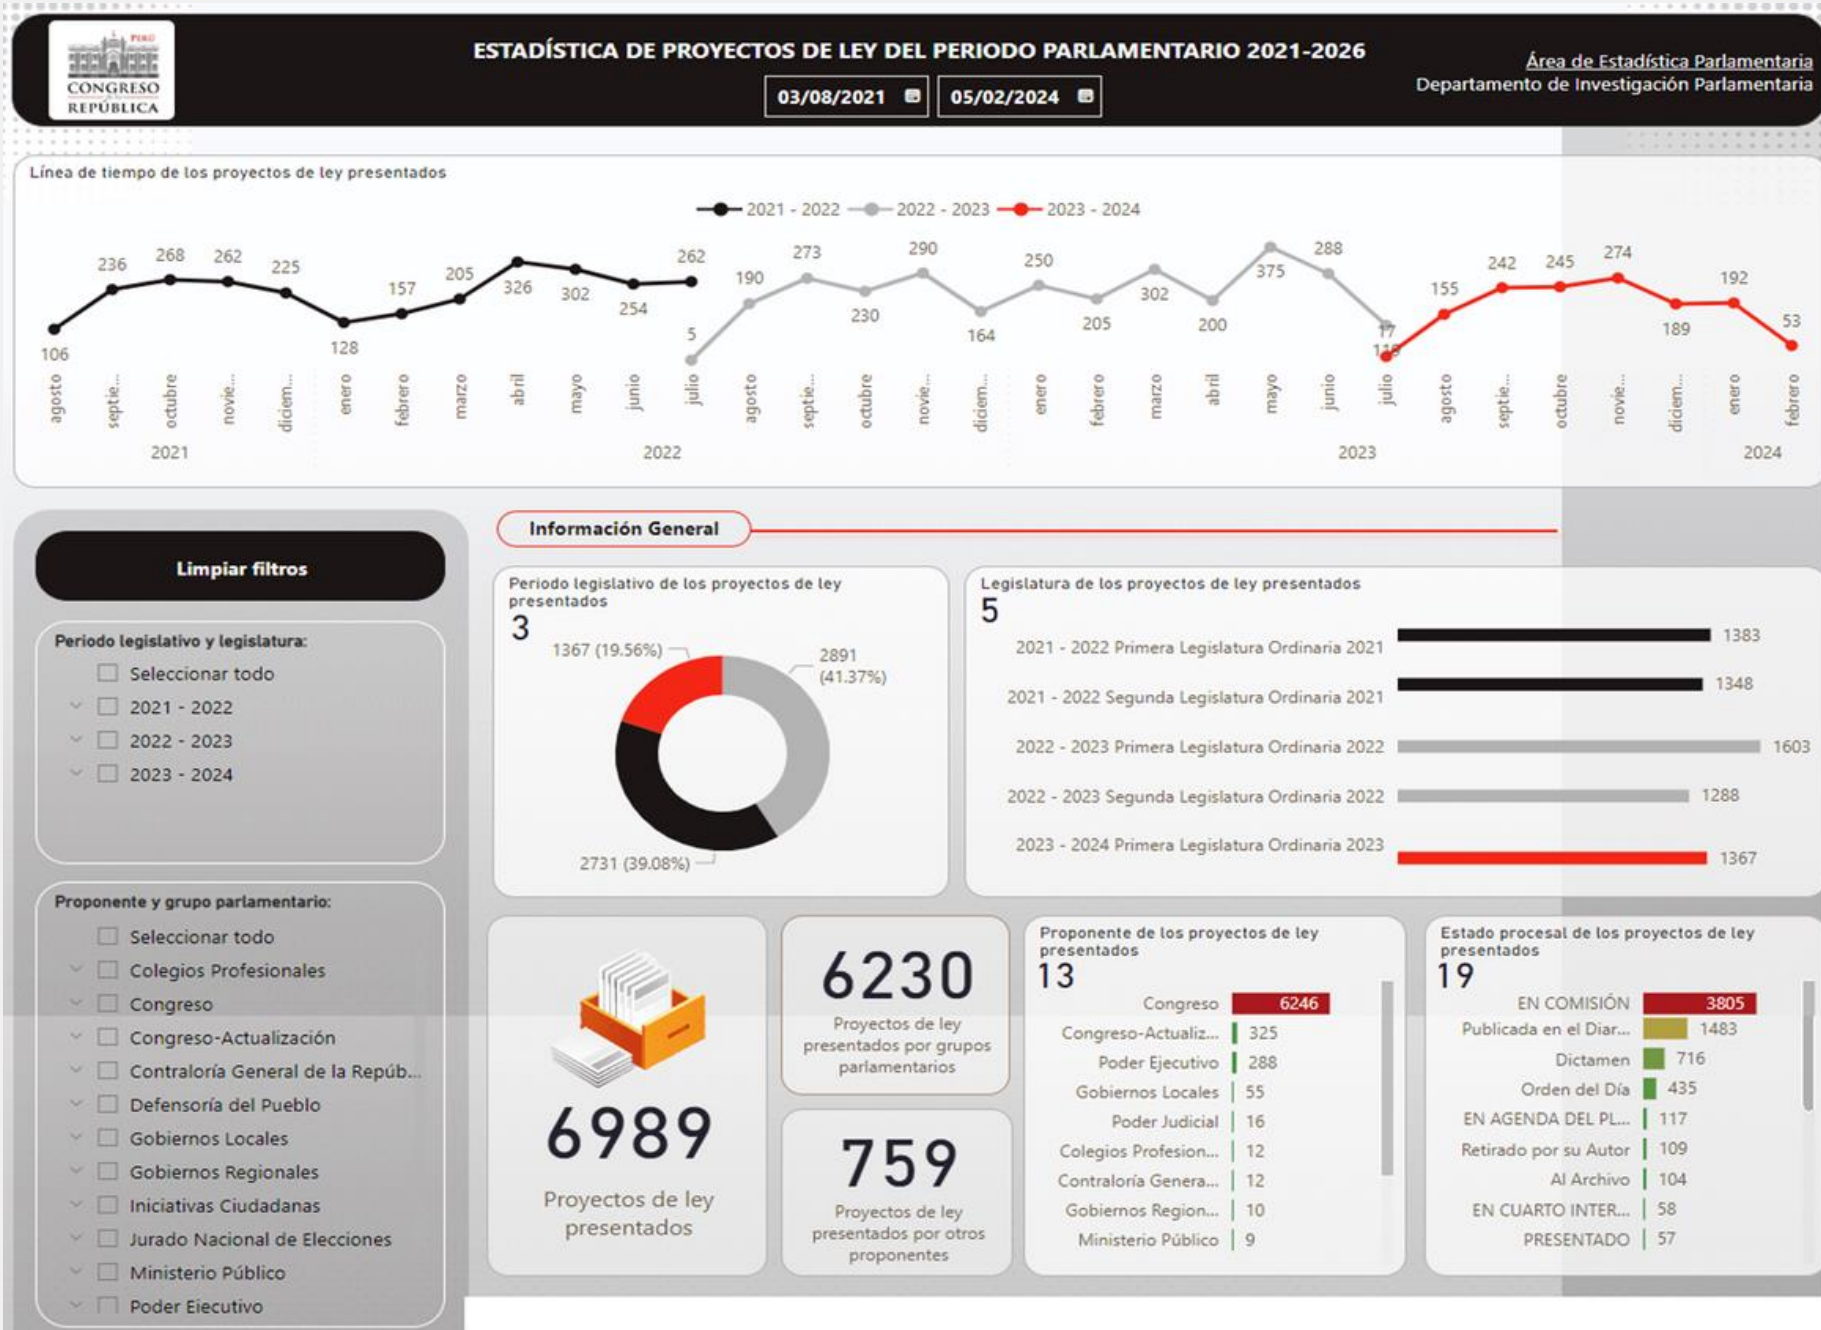 PERÚ
CONGRESO
REPÚBLICA
ESTADÍSTICA DE PROYECTOS DE LEY DEL PERIODO PARLAMENTARIO 2021-2026
03/08/2021
05/02/2024
Área de Estadística Parlamentaria
Departamento de Investigación Parlamentaria
Línea de tiempo de los proyectos de ley presentados
2021 - 2022
2022 - 2023
2023 - 2024
106
236
268
262
225
128
157
205
326
302
254
262
5
190
273
230
290
164
250
205
302
200
375
288
17
155
242
245
274
189
192
53
agosto
septie...
octubre
novie...
diciem...
enero
febrero
marzo
abril
mayo
junio
julio
agosto
septie...
octubre
novie...
diciem...
enero
febrero
marzo
abril
mayo
junio
julio
agosto
septie...
octubre
novie...
diciem...
enero
febrero
2021
2022
2023
2024
Limpiar filtros
Periodo legislativo y legislatura:
Seleccionar todo
2021 - 2022
2022 - 2023
2023 - 2024
Proponente y grupo parlamentario:
Seleccionar todo
Colegios Profesionales
Congreso
Congreso-Actualización
Contraloría General de la Repúb...
Defensoría del Pueblo
Gobiernos Locales
Gobiernos Regionales
Iniciativas Ciudadanas
Jurado Nacional de Elecciones
Ministerio Público
Poder Ejecutivo
Información General
Periodo legislativo de los proyectos de ley
presentados
3
1367 (19.56%)
2891
(41.37%)
2731 (39.08%)
Legislatura de los proyectos de ley presentados
5
2021 - 2022 Primera Legislatura Ordinaria 2021 1383
2021 - 2022 Segunda Legislatura Ordinaria 2021 1348
2022 - 2023 Primera Legislatura Ordinaria 2022 1603
2022 - 2023 Segunda Legislatura Ordinaria 2022 1288
2023 - 2024 Primera Legislatura Ordinaria 2023 1367
6989
Proyectos de ley
presentados
6230
Proyectos de ley
presentados por grupos
parlamentarios
759
Proyectos de ley
presentados por otros
proponentes
Proponente de los proyectos de ley
presentados
13
Congreso 6246
Congreso-Actualiz... 325
Poder Ejecutivo 288
Gobiernos Locales 55
Poder Judicial 16
Colegios Profesion... 12
Contraloría Genera... 12
Gobiernos Region... 10
Ministerio Público 9
Estado procesal de los proyectos de ley
presentados
19
EN COMISIÓN 3805
Publicada en el Diar... 1483
Dictamen 716
Orden del Día 435
EN AGENDA DEL PL... 117
Retirado por su Autor 109
Al Archivo 104
EN CUARTO INTER... 58
PRESENTADO 57